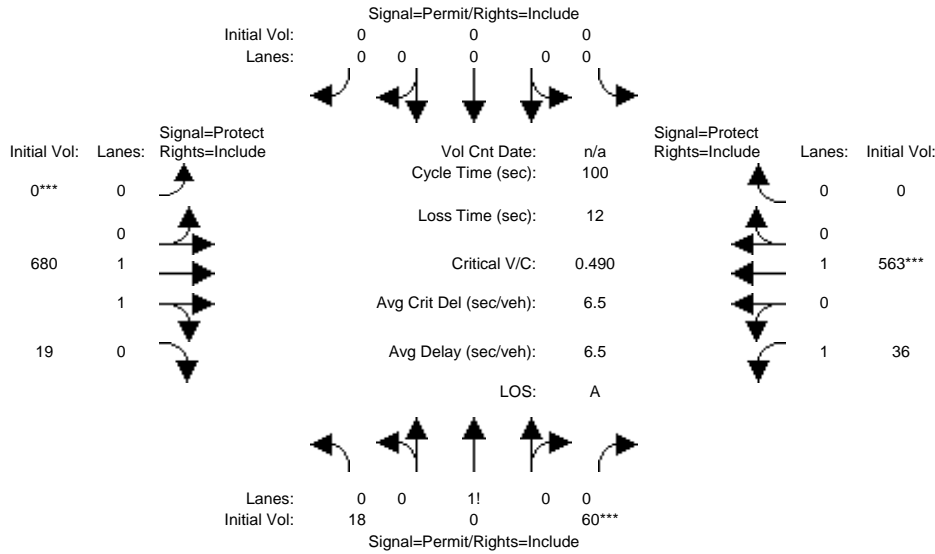 Signal=Permit/Rights=Include
Initial Vol: 0 0 0
Lanes: 0 0 0 0 0
Signal=Protect Signal=Protect
Initial Vol: Lanes: Rights=Include Vol Cnt Date: n/a Rights=Include Lanes: Initial Vol:
Cycle Time (sec): 100
0*** 0 0 0
Loss Time (sec): 12
0 0
680 1 Critical V/C: 0.490 1 563***
1 Avg Crit Del (sec/veh): 6.5 0
19 0 Avg Delay (sec/veh): 6.5 1 36
LOS: A
Lanes: 0 0 1! 0 0
Initial Vol: 18 0 60***
Signal=Permit/Rights=Include